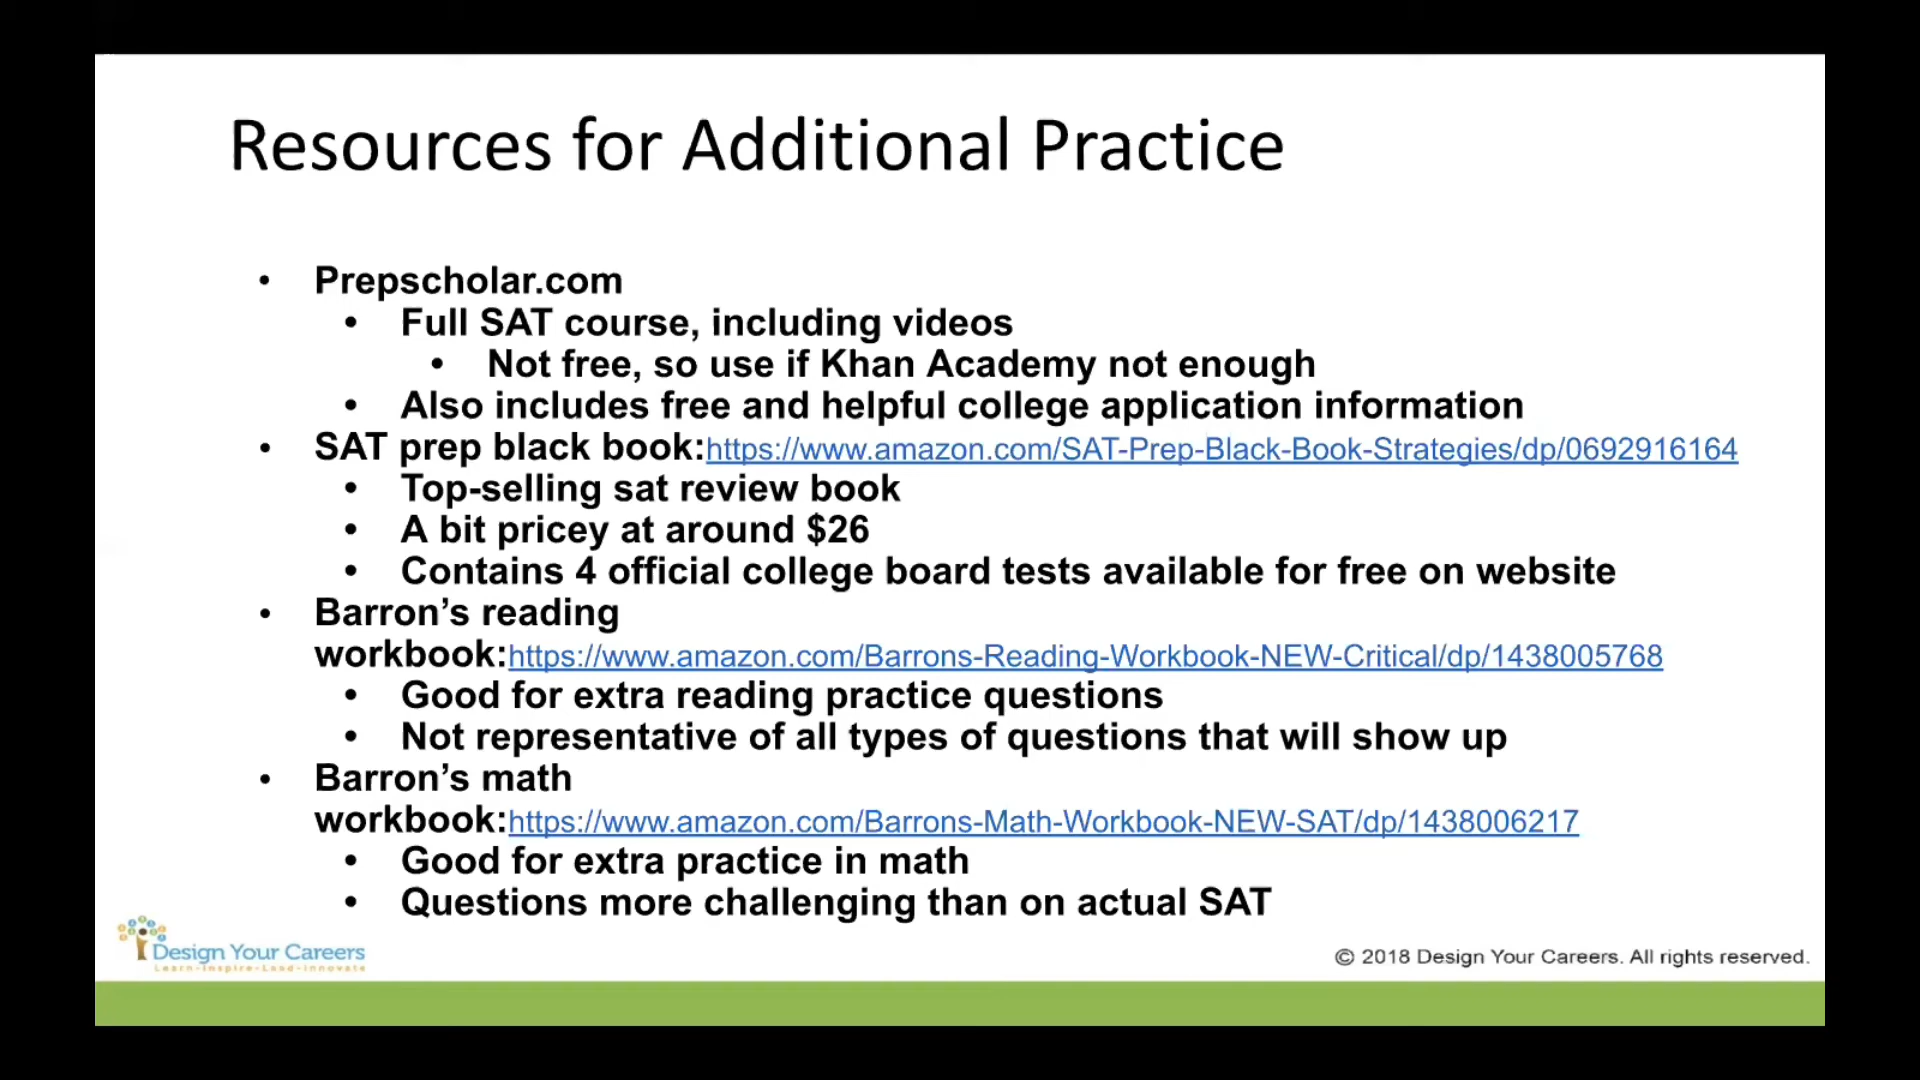 Resources for Additional Practice
• Prepscholar.com
• Full SAT course, including videos
• Not free, so use if Khan Academy not enough
• Also includes free and helpful college application information
• SAT prep black book:https://www.amazon.com/SAT-Prep-Black-Book-Strategies/dp/0692916164
• Top-selling sat review book
• A bit pricey at around $26
• Contains 4 official college board tests available for free on website
• Barron’s reading
workbook:https://www.amazon.com/Barrons-Reading-Workbook-NEW-Critical/dp/1438005768
• Good for extra reading practice questions
• Not representative of all types of questions that will show up
• Barron’s math
workbook:https://www.amazon.com/Barrons-Math-Workbook-NEW-SAT/dp/1438006217
• Good for extra practice in math
• Questions more challenging than on actual SAT
Design Your Careers
Learn-Inspire-Lead-Innovate
© 2018 Design Your Careers. All rights reserved.